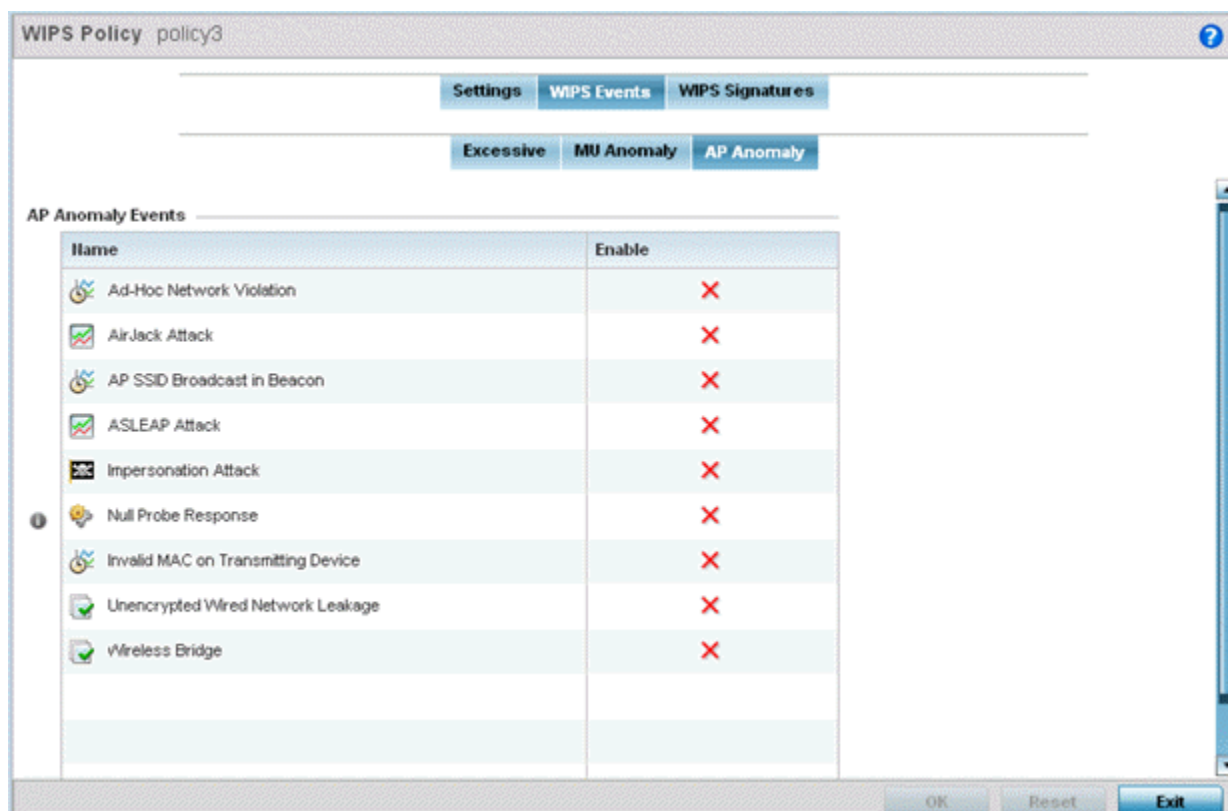 WIPS Policy policy3
Settings WIPS Events WIPS Signatures
Excessive MU Anomaly AP Anomaly
AP Anomaly Events
Name Enable
Ad-Hoc Network Violation
AirJack Attack
AP SSID Broadcast in Beacon
ASLEAP Attack
Impersonation Attack
Null Probe Response
Invalid MAC on Transmitting Device
Unencrypted Wired Network Leakage
Wireless Bridge
OK Reset Exit